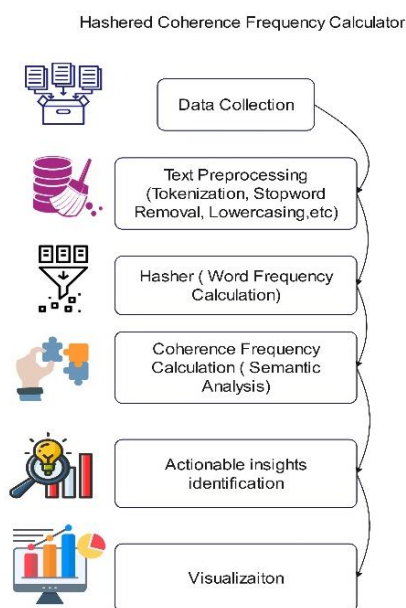 Hashered Coherence Frequency Calculator
Data Collection
Text Preprocessing
(Tokenization, Stopword
Removal, Lowercasing,etc)
Hasher ( Word Frequency
Calculation)
Coherence Frequency
Calculation ( Semantic
Analysis)
Actionable insights
identification
Visualizaiton